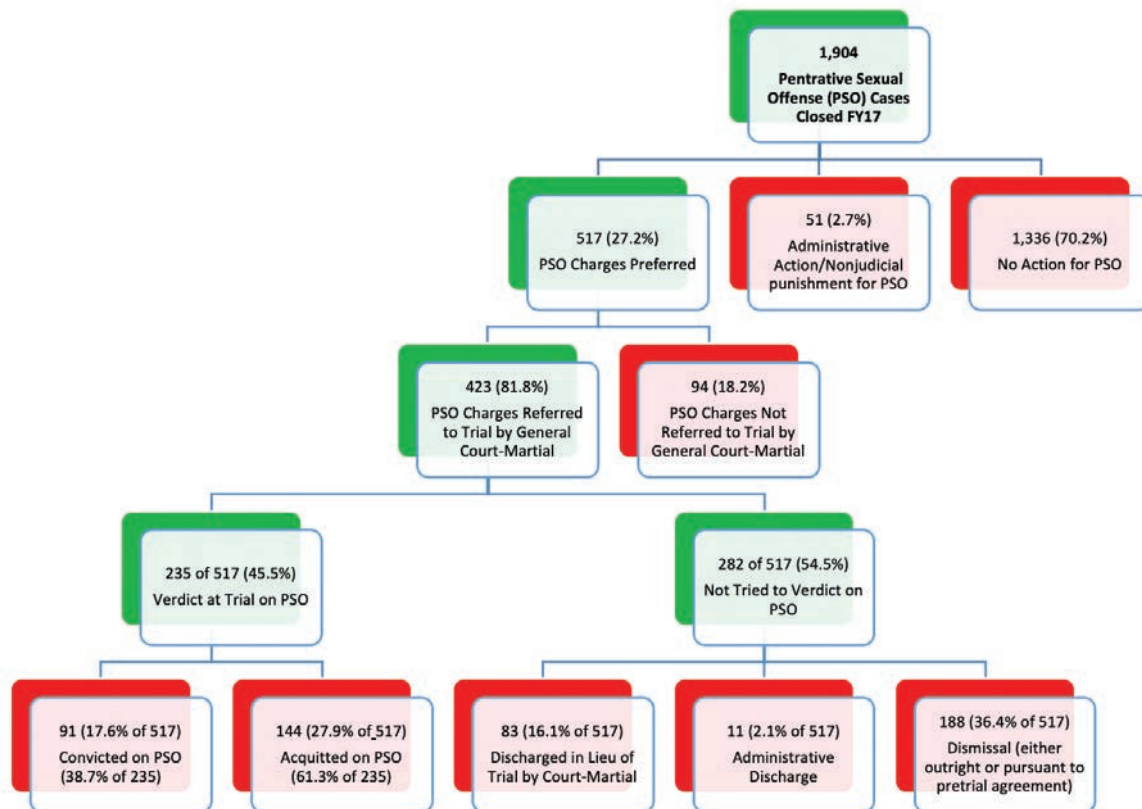 1,904
Pentrative Sexual
Offense (PSO) Cases
Closed FY17
517 (27.2%)
PSO Charges Preferred
51 (2.7%)
Administrative
Action/Nonjudicial
punishment for PSO
1,336 (70.2%)
No Action for PSO
423 (81.8%)
PSO Charges Referred
to Trial by General
Court-Martial
94 (18.2%)
PSO Charges Not
Referred to Trial by
General Court-Martial
235 of 517 (45.5%)
Verdict at Trial on PSO
282 of 517 (54.5%)
Not Tried to Verdict on
PSO
91 (17.6% of 517)
Convicted on PSO
(38.7% of 235)
144 (27.9% of 517)
Acquitted on PSO
(61.3% of 235)
83 (16.1% of 517)
Discharged in Lieu of
Trial by Court-Martial
11 (2.1% of 517)
Administrative
Discharge
188 (36.4% of 517)
Dismissal (either
outright or pursuant to
pretrial agreement)